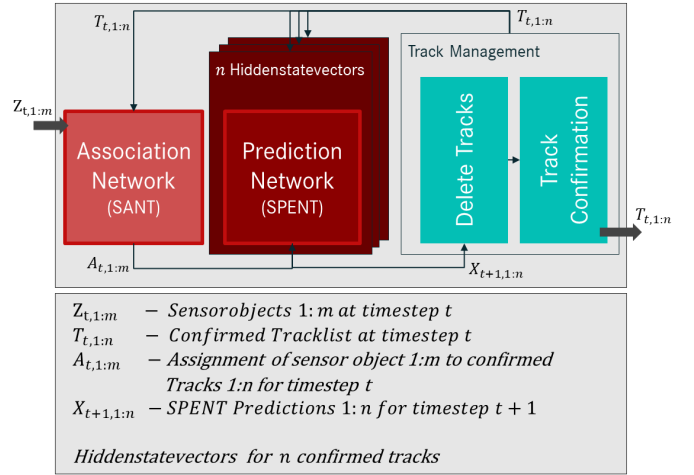 T_{t,1:n}
T_{t,1:n}
n Hiddenstatevectors
Track Management
Z_{t,1:m}
Association
Network
(SANT)
Prediction
Network
(SPENT)
Delete Tracks
Track
Confirmation
T_{t,1:n}
A_{t,1:m}
X_{t+1,1:n}
Z_{t,1:m} – Sensorobjects 1: m at timestep t
T_{t,1:n} – Confirmed Tracklist at timestep t
A_{t,1:m} – Assignment of sensor object 1:m to confirmed
Tracks 1:n for timestep t
X_{t+1,1:n} – SPENT Predictions 1: n for timestep t + 1
Hiddenstatevectors for n confirmed tracks